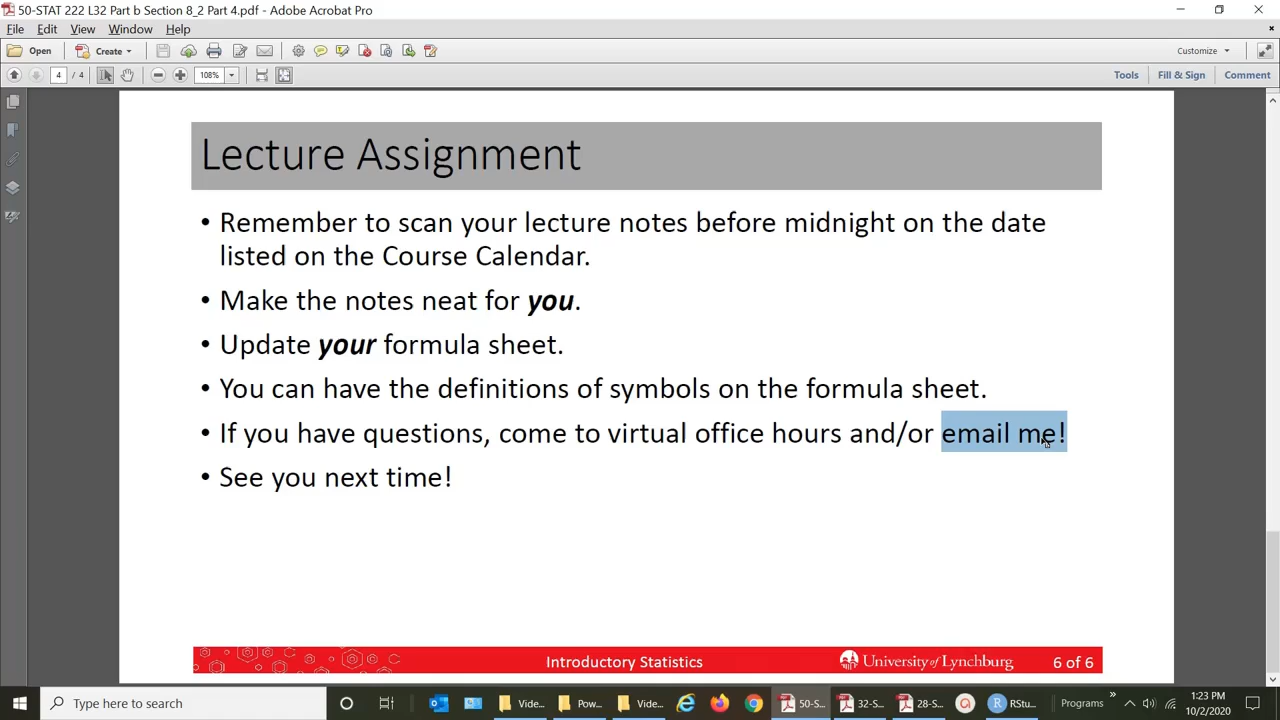 50-STAT 222 L32 Part b Section 8_2 Part 4.pdf - Adobe Acrobat Pro
File Edit View Window Help
Open Create Customize
4 / 4 108% Tools Fill & Sign Comment
Lecture Assignment
• Remember to scan your lecture notes before midnight on the date
listed on the Course Calendar.
• Make the notes neat for you.
• Update your formula sheet.
• You can have the definitions of symbols on the formula sheet.
• If you have questions, come to virtual office hours and/or email me!
• See you next time!
Introductory Statistics University of Lynchburg 6 of 6
Type here to search Vide... Pow... Vide... 50-S... 32-S... 28-S... RStu... Programs 1:23 PM
10/2/2020